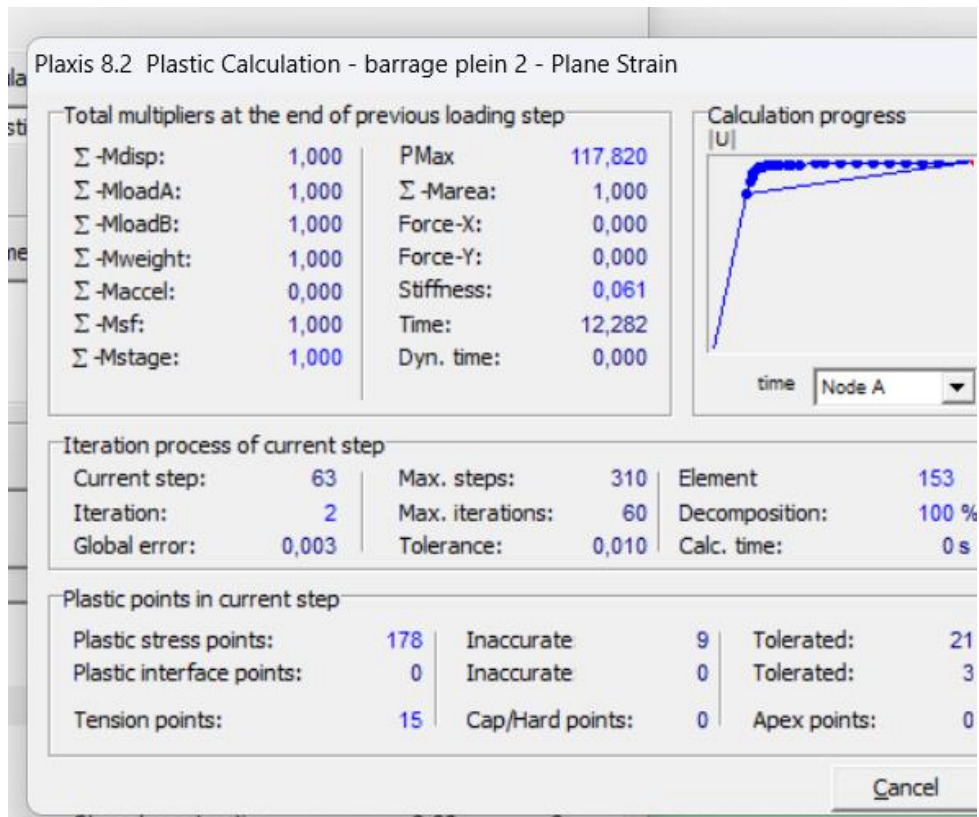 Plaxis 8.2 Plastic Calculation - barrage plein 2 - Plane Strain
Total multipliers at the end of previous loading step
Σ -Mdisp: 1,000 PMax 117,820
Σ -MloadA: 1,000 Σ -Marea: 1,000
Σ -MloadB: 1,000 Force-X: 0,000
Σ -Mweight: 1,000 Force-Y: 0,000
Σ -Maccel: 0,000 Stiffness: 0,061
Σ -Msf: 1,000 Time: 12,282
Σ -Mstage: 1,000 Dyn. time: 0,000
Calculation progress
|U|
time Node A
Iteration process of current step
Current step: 63 Max. steps: 310 Element 153
Iteration: 2 Max. iterations: 60 Decomposition: 100 %
Global error: 0,003 Tolerance: 0,010 Calc. time: 0 s
Plastic points in current step
Plastic stress points: 178 Inaccurate 9 Tolerated: 21
Plastic interface points: 0 Inaccurate 0 Tolerated: 3
Tension points: 15 Cap/Hard points: 0 Apex points: 0
Cancel